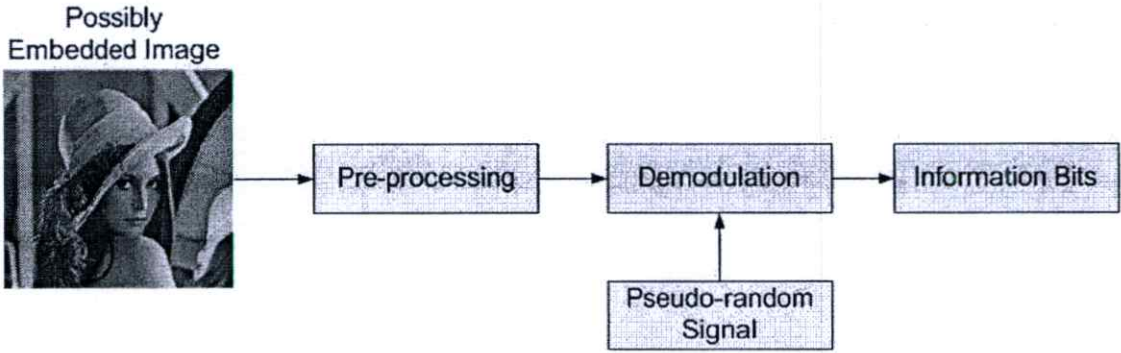 Possibly
Embedded Image
Pre-processing
Demodulation
Information Bits
Pseudo-random
Signal